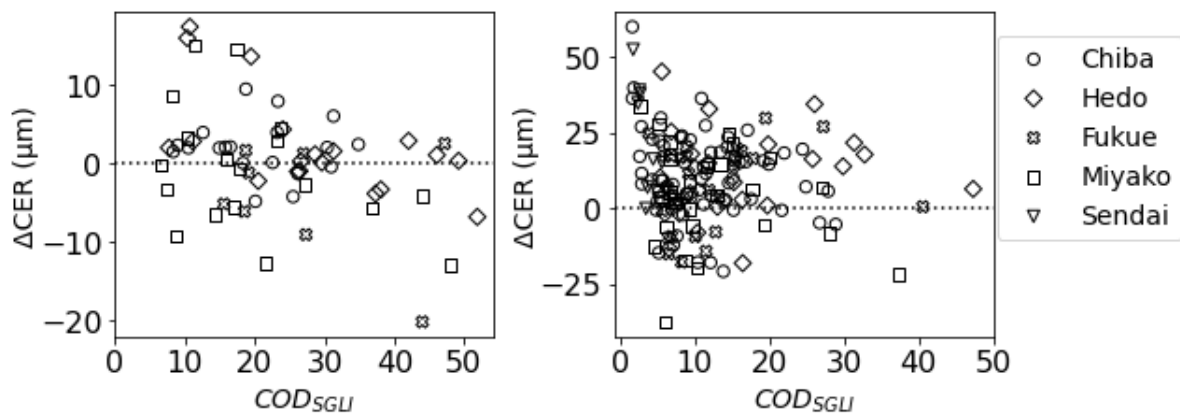 10
0
−10
−20
ΔCER (μm)
0 10 20 30 40 50
COD_SGLI
50
25
0
−25
ΔCER (μm)
0 10 20 30 40 50
COD_SGLI
Chiba
Hedo
Fukue
Miyako
Sendai